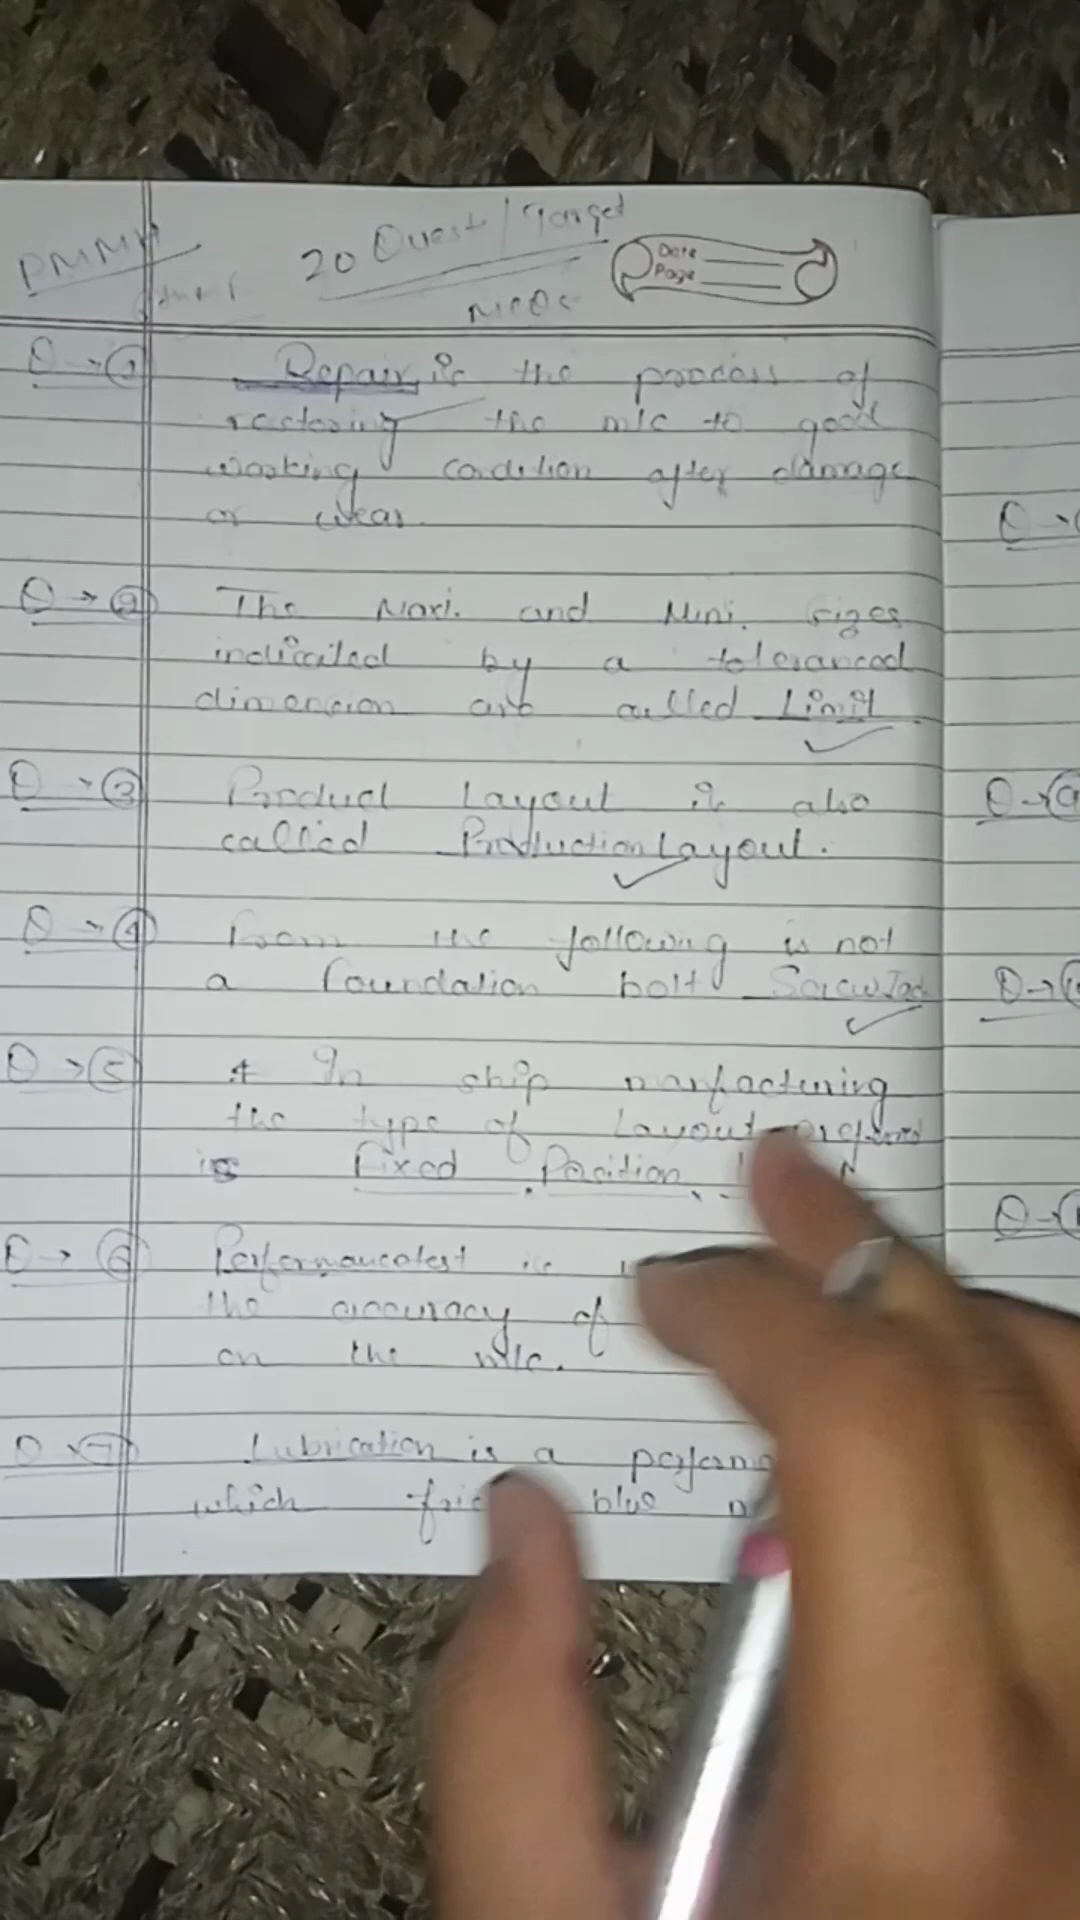 PMMM
20 Quest/Target
MCQs
Date
Page
Q → 1 Repair is the process of
restoring the m/c to good
working condition after damage
or wear.
Q → 2 The Maxi. and Mini. sizes
indicated by a toleranced
dimension are called Limit
Q → 3 Product Layout is also
called Production Layout.
Q → 4 From the following is not
a foundation bolt Screw Jack
Q → 5 In ship manfacturing
the type of Layout preferred
is Fixed Position
Q → 6 Performance test is
the accuracy of
on the m/c.
Q → 7 Lubrication is a
which blue
Q →
Q →
Q →
Q →